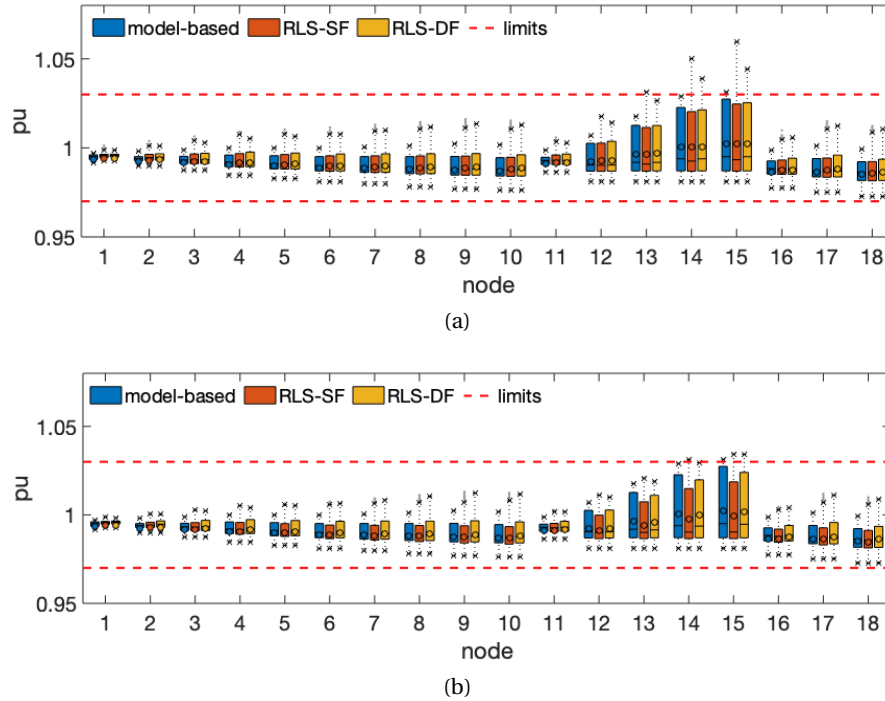 model-based RLS-SF RLS-DF limits
1.05
pu
1
0.95
1 2 3 4 5 6 7 8 9 10 11 12 13 14 15 16 17 18
node
(a)
model-based RLS-SF RLS-DF limits
1.05
pu
1
0.95
1 2 3 4 5 6 7 8 9 10 11 12 13 14 15 16 17 18
node
(b)